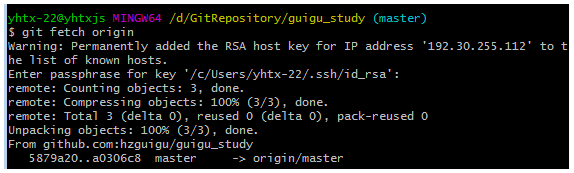 yhtx-22@yhtxjs MINGW64 /d/GitRepository/guigu_study (master)
$ git fetch origin
Warning: Permanently added the RSA host key for IP address '192.30.255.112' to t
he list of known hosts.
Enter passphrase for key '/c/Users/yhtx-22/.ssh/id_rsa':
remote: Counting objects: 3, done.
remote: Compressing objects: 100% (3/3), done.
remote: Total 3 (delta 0), reused 0 (delta 0), pack-reused 0
Unpacking objects: 100% (3/3), done.
From github.com:hzguigu/guigu_study
   5879a20..a0306c8  master     -> origin/master